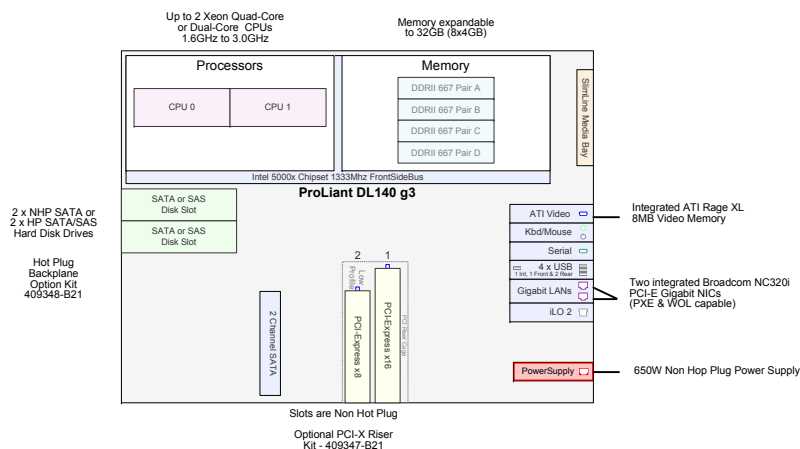 Up to 2 Xeon Quad-Core
or Dual-Core CPUs
1.6GHz to 3.0GHz
Memory expandable
to 32GB (8x4GB)
Processors
CPU 0
CPU 1
Memory
DDRII 667 Pair A
DDRII 667 Pair B
DDRII 667 Pair C
DDRII 667 Pair D
SlimLine Media Bay
Intel 5000x Chipset 1333Mhz FrontSideBus
ProLiant DL140 g3
SATA or SAS
Disk Slot
SATA or SAS
Disk Slot
2 x NHP SATA or
2 x HP SATA/SAS
Hard Disk Drives
Hot Plug
Backplane
Option Kit
409348-B21
2 Channel SATA
2
1
Low
Profile
PCI-Express x8
PCI-Express x16
PCI Riser Cage
ATI Video
Kbd/Mouse
Serial
4 x USB
1 Int, 1 Front & 2 Rear
Gigabit LANs
iLO 2
PowerSupply
Integrated ATI Rage XL
8MB Video Memory
Two integrated Broadcom NC320i
PCI-E Gigabit NICs
(PXE & WOL capable)
650W Non Hop Plug Power Supply
Slots are Non Hot Plug
Optional PCI-X Riser
Kit - 409347-B21